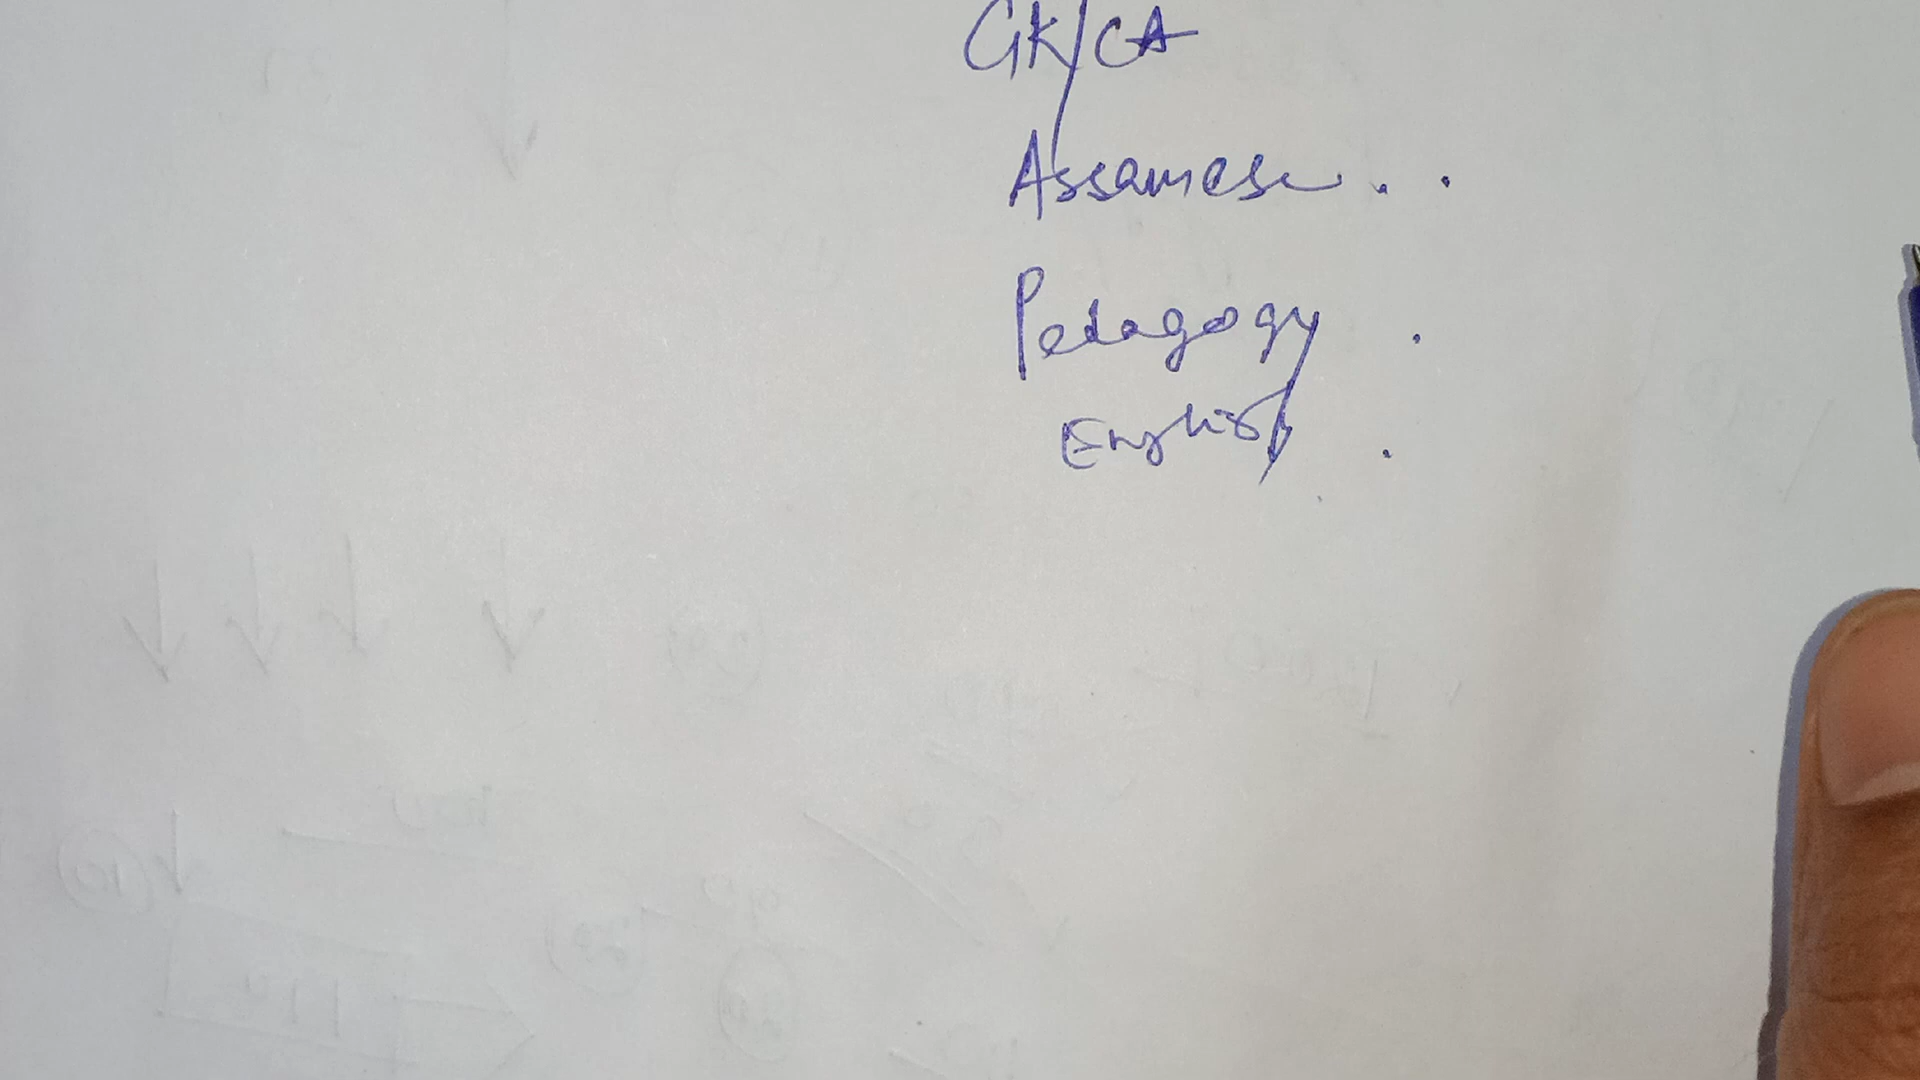 GK/CA
Assamese . .
Pedagogy .
English .